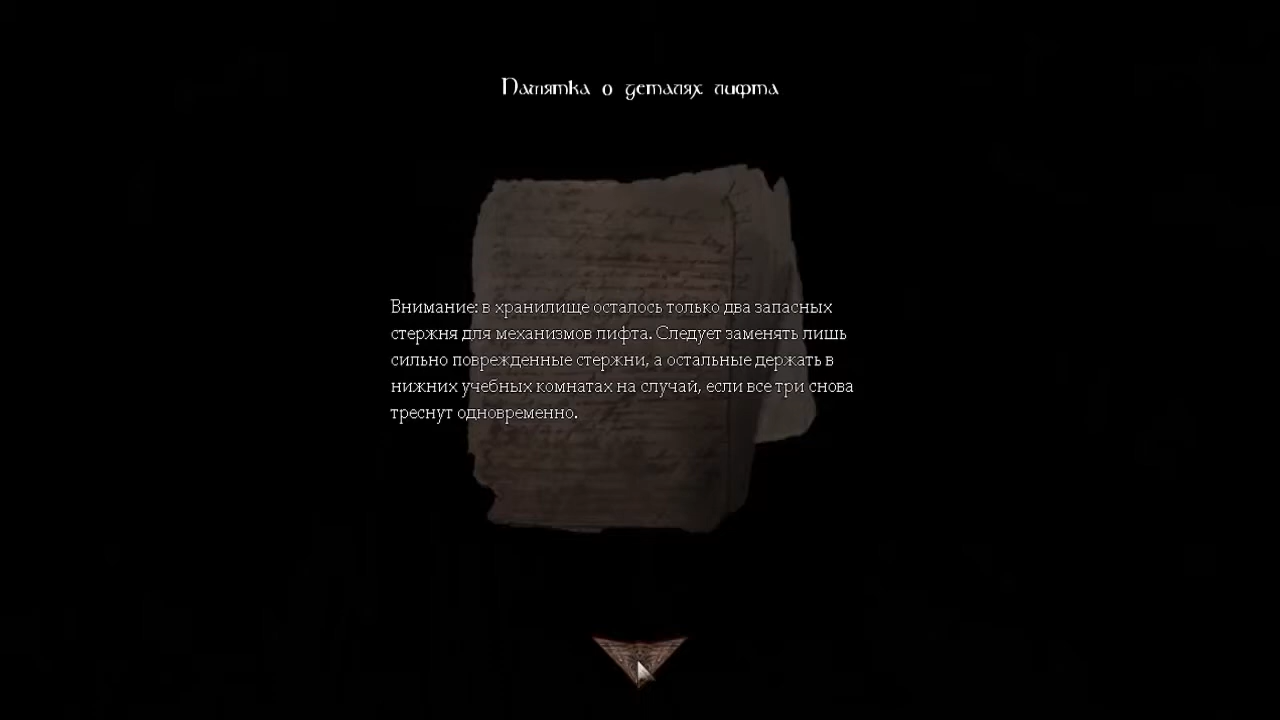 Памятка о деталях лифта
Внимание: в хранилище осталось только два запасных
стержня для механизмов лифта. Следует заменять лишь
сильно поврежденные стержни, а остальные держать в
нижних учебных комнатах на случай, если все три снова
треснут одновременно.